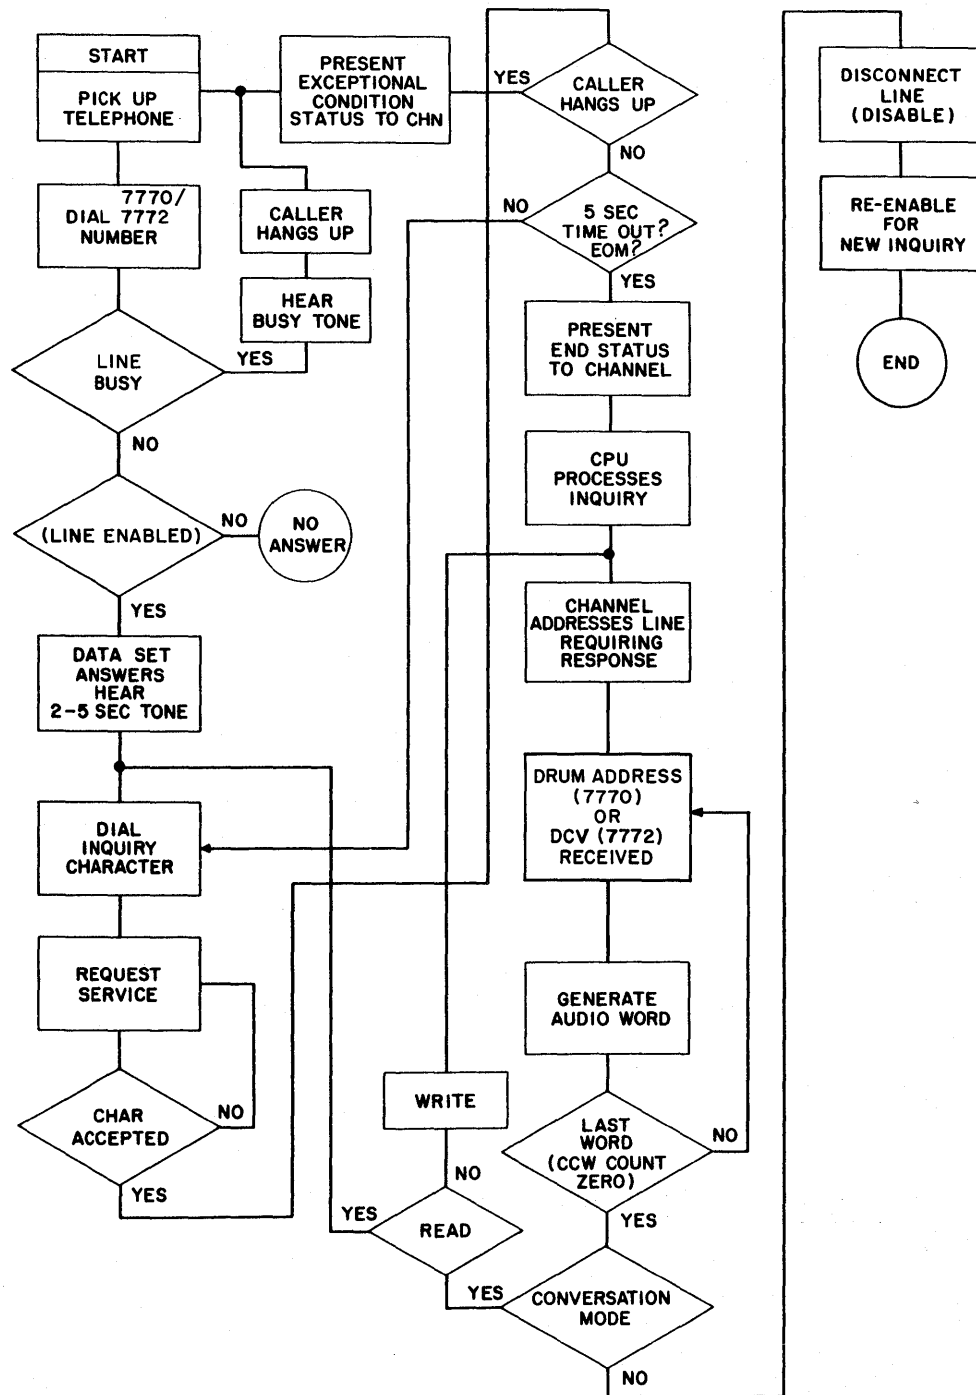 START
PICK UP
TELEPHONE
7770/
DIAL 7772
NUMBER
LINE
BUSY
YES
NO
(LINE ENABLED)
NO
NO
ANSWER
YES
DATA SET
ANSWERS
HEAR
2-5 SEC TONE
DIAL
INQUIRY
CHARACTER
REQUEST
SERVICE
CHAR
ACCEPTED
NO
YES
PRESENT
EXCEPTIONAL
CONDITION
STATUS TO CHN
CALLER
HANGS UP
HEAR
BUSY TONE
YES
CALLER
HANGS UP
NO
NO
5 SEC
TIME OUT?
EOM?
YES
PRESENT
END STATUS
TO CHANNEL
CPU
PROCESSES
INQUIRY
CHANNEL
ADDRESSES LINE
REQUIRING
RESPONSE
DRUM ADDRESS
(7770)
OR
DCV (7772)
RECEIVED
GENERATE
AUDIO WORD
LAST
WORD
(CCW COUNT
ZERO)
NO
YES
CONVERSATION
MODE
YES
NO
WRITE
NO
READ
YES
DISCONNECT
LINE
(DISABLE)
RE-ENABLE
FOR
NEW INQUIRY
END